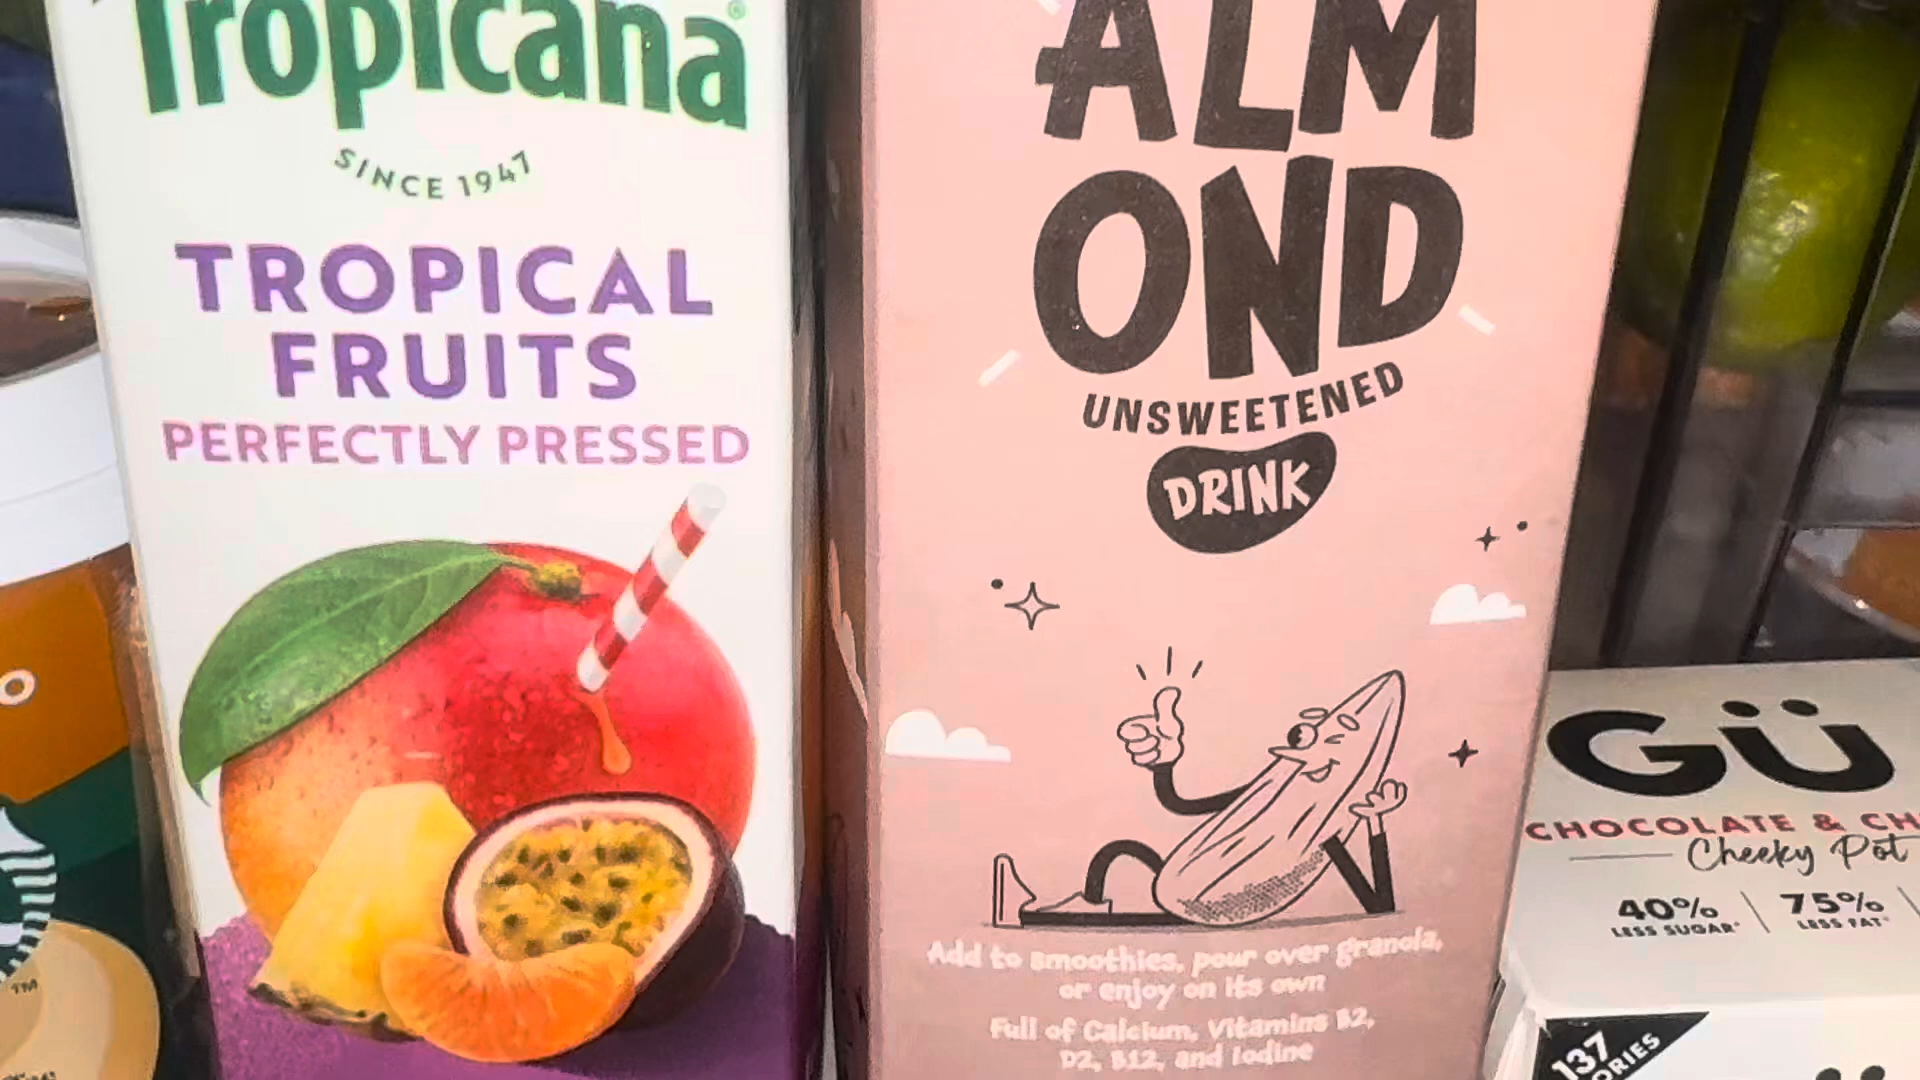 Tropicana
SINCE 1947
TROPICAL
FRUITS
PERFECTLY PRESSED
ALM
OND
UNSWEETENED
DRINK
Add to smoothies, pour over granola,
or enjoy on its own
Full of Calcium, Vitamins B2,
D2, B12, and Iodine
GÜ
CHOCOLATE & CH
Cheeky Pot
40% 75%
LESS SUGAR* LESS FAT*
137
ORIES
TM